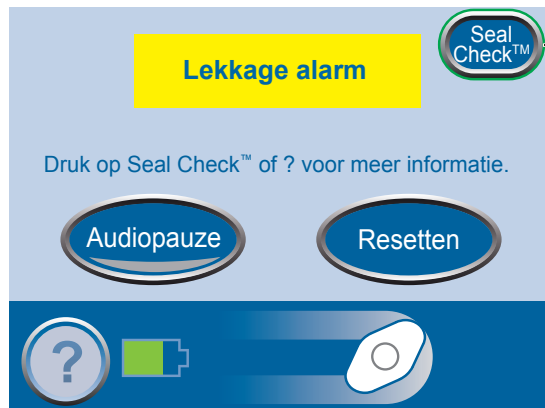 Seal
Check™
Lekkage alarm
Druk op Seal Check™ of ? voor meer informatie.
Audiopauze
Resetten
?